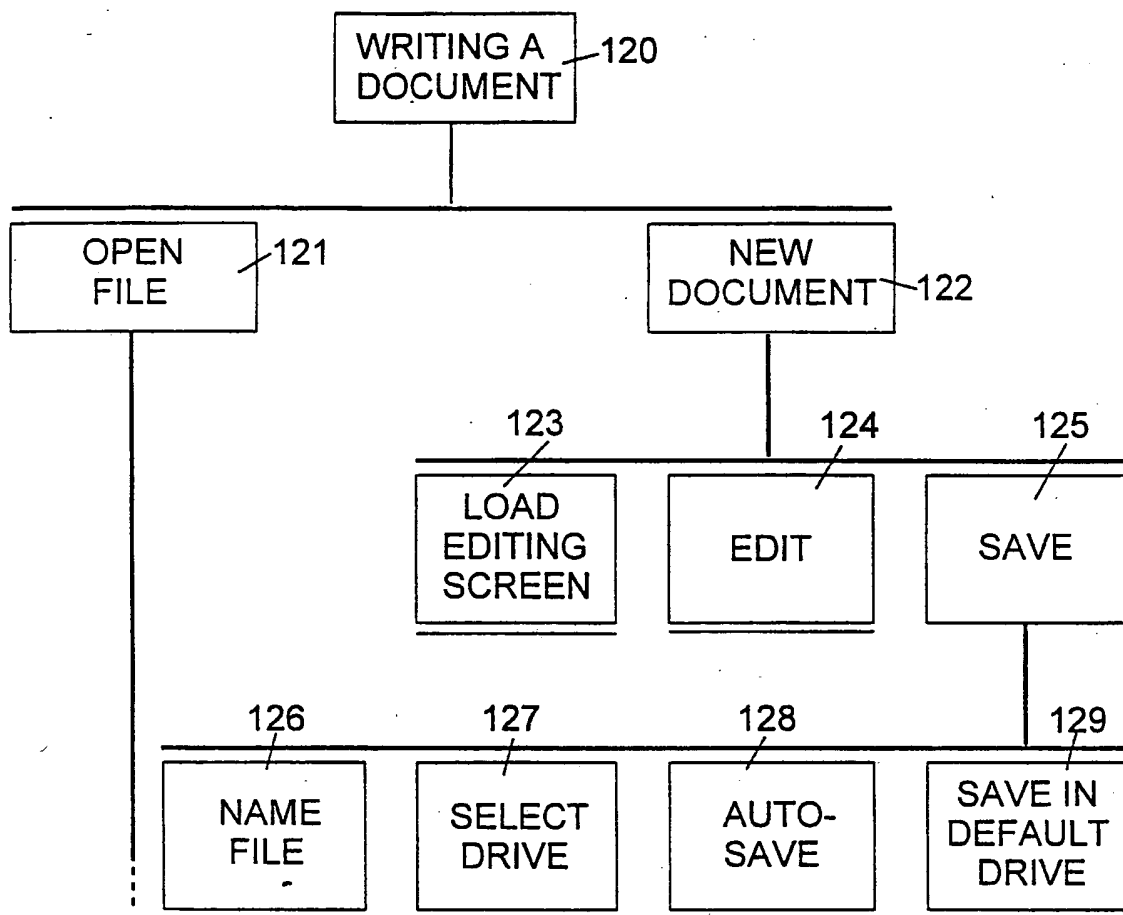 WRITING A
DOCUMENT
120
OPEN
FILE
121
NEW
DOCUMENT
122
123
124
125
LOAD
EDITING
SCREEN
EDIT
SAVE
126
127
128
129
NAME
FILE
SELECT
DRIVE
AUTO-
SAVE
SAVE IN
DEFAULT
DRIVE